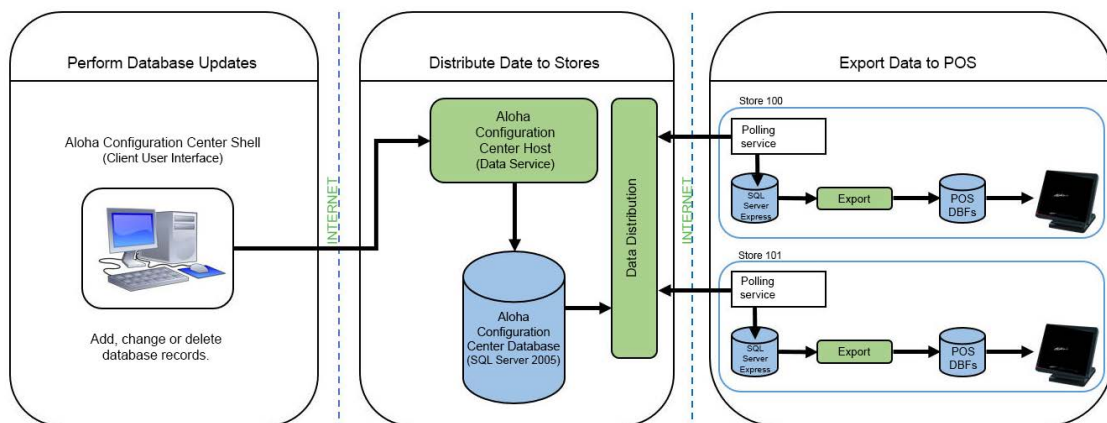 Perform Database Updates
Aloha Configuration Center Shell
(Client User Interface)
Add, change or delete
database records.
INTERNET
Distribute Date to Stores
Aloha
Configuration
Center Host
(Data Service)
Aloha
Configuration
Center Database
(SQL Server 2005)
Data Distribution
INTERNET
Export Data to POS
Store 100
Polling
service
SQL
Server
Express
Export
POS
DBFs
Store 101
Polling
service
SQL
Server
Express
Export
POS
DBFs